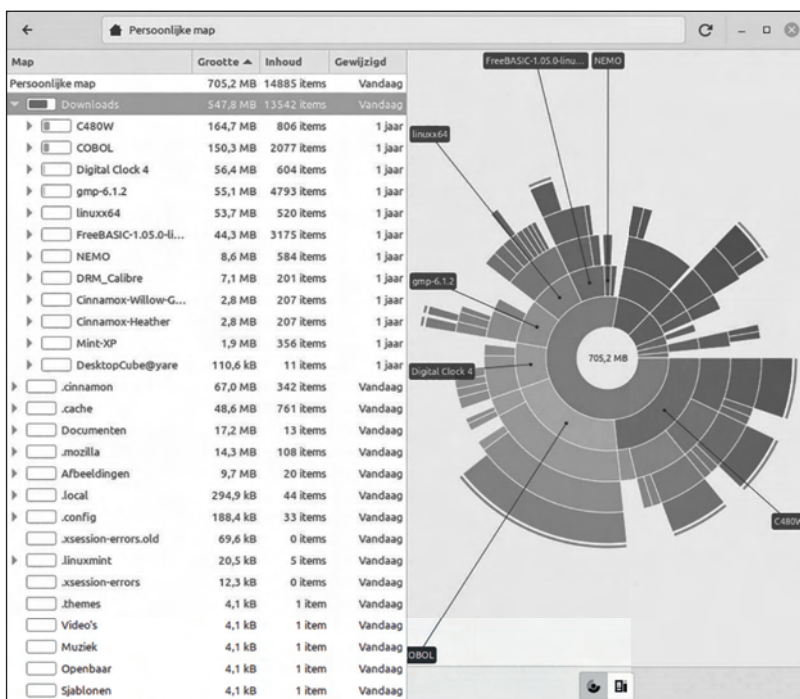 Persoonlijke map
Map Grootte Inhoud Gewijzigd
Persoonlijke map 705,2 MB 14885 items Vandaag
Downloads 547,8 MB 13542 items Vandaag
C480W 164,7 MB 806 items 1 jaar
COBOL 150,3 MB 2077 items 1 jaar
Digital Clock 4 56,4 MB 604 items 1 jaar
gmp-6.1.2 55,1 MB 4793 items 1 jaar
linuxx64 53,7 MB 520 items 1 jaar
FreeBASIC-1.05.0-li... 44,3 MB 3175 items 1 jaar
NEMO 8,6 MB 584 items 1 jaar
DRM_Calibre 7,1 MB 201 items 1 jaar
Cinnamox-Willow-G... 2,8 MB 207 items 1 jaar
Cinnamox-Heather 2,8 MB 207 items 1 jaar
Mint-XP 1,9 MB 356 items 1 jaar
DesktopCube@yare 110,6 kB 11 items 1 jaar
.cinnamon 67,0 MB 342 items Vandaag
.cache 48,6 MB 761 items Vandaag
Documenten 17,2 MB 13 items Vandaag
.mozilla 14,3 MB 108 items Vandaag
Afbeeldingen 9,7 MB 20 items Vandaag
.local 294,9 kB 44 items Vandaag
.config 188,4 kB 33 items Vandaag
.xsession-errors.old 69,6 kB 0 items Vandaag
.linuxmint 20,5 kB 5 items Vandaag
.xsession-errors 12,3 kB 0 items Vandaag
.themes 4,1 kB 1 item Vandaag
Video's 4,1 kB 1 item Vandaag
Muziek 4,1 kB 1 item Vandaag
Openbaar 4,1 kB 1 item Vandaag
Sjablonen 4,1 kB 1 item Vandaag
FreeBASIC-1.05.0-linu... NEMO
linuxx64
gmp-6.1.2
705,2 MB
Digital Clock 4
C480W
OBOL